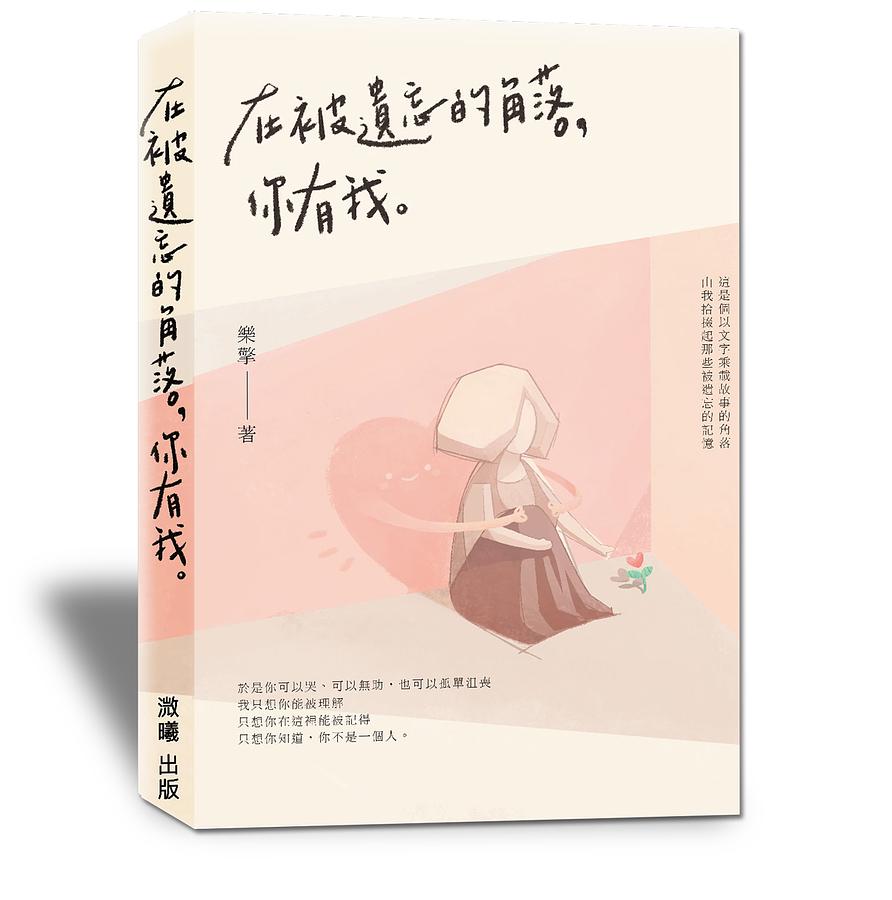 在被遺忘的角落，
你有我。
樂擎——著
這是個以文字乘載故事的角落
由我拾掇起那些被遺忘的記憶
於是你可以哭、可以無助，也可以孤單沮喪
我只想你能被理解
只想你在這裡能被記得
只想你知道，你不是一個人。
在被遺忘的角落，你有我。
溦曦 出版